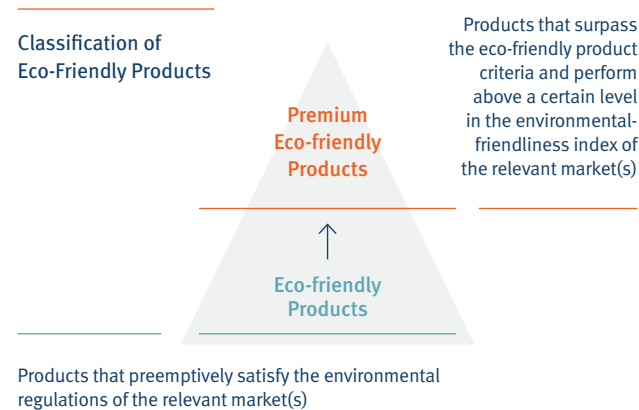 Classification of
Eco-Friendly Products
Products that surpass
the eco-friendly product
criteria and perform
above a certain level
in the environmental-
friendliness index of
the relevant market(s)
Premium
Eco-friendly
Products
Eco-friendly
Products
Products that preemptively satisfy the environmental
regulations of the relevant market(s)